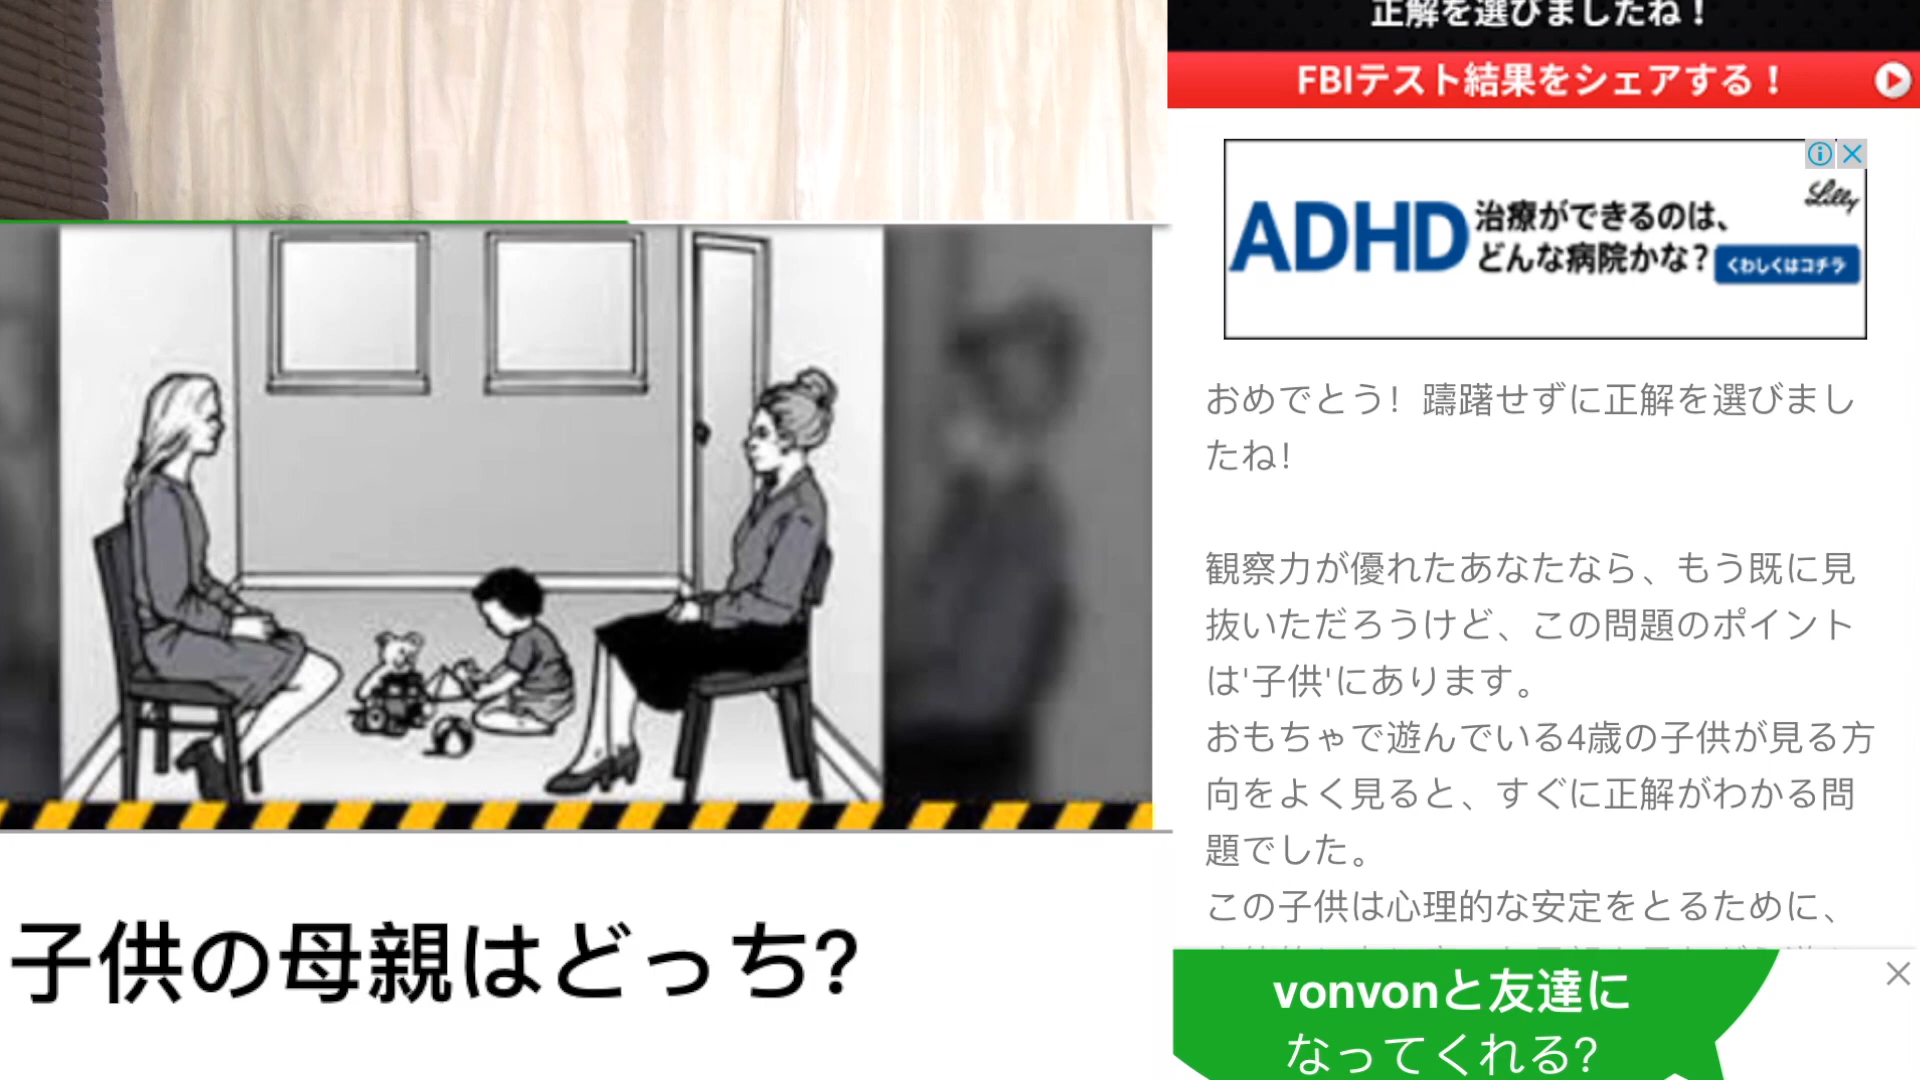 子供の母親はどっち?
正解を選びましたね！
FBIテスト結果をシェアする！
Lilly
ADHD 治療ができるのは、
どんな病院かな？
くわしくはコチラ
おめでとう！躊躇せずに正解を選びまし
たね！
観察力が優れたあなたなら、もう既に見
抜いただろうけど、この問題のポイント
は'子供'にあります。
おもちゃで遊んでいる4歳の子供が見る方
向をよく見ると、すぐに正解がわかる問
題でした。
この子供は心理的な安定をとるために、
vonvonと友達に
なってくれる？